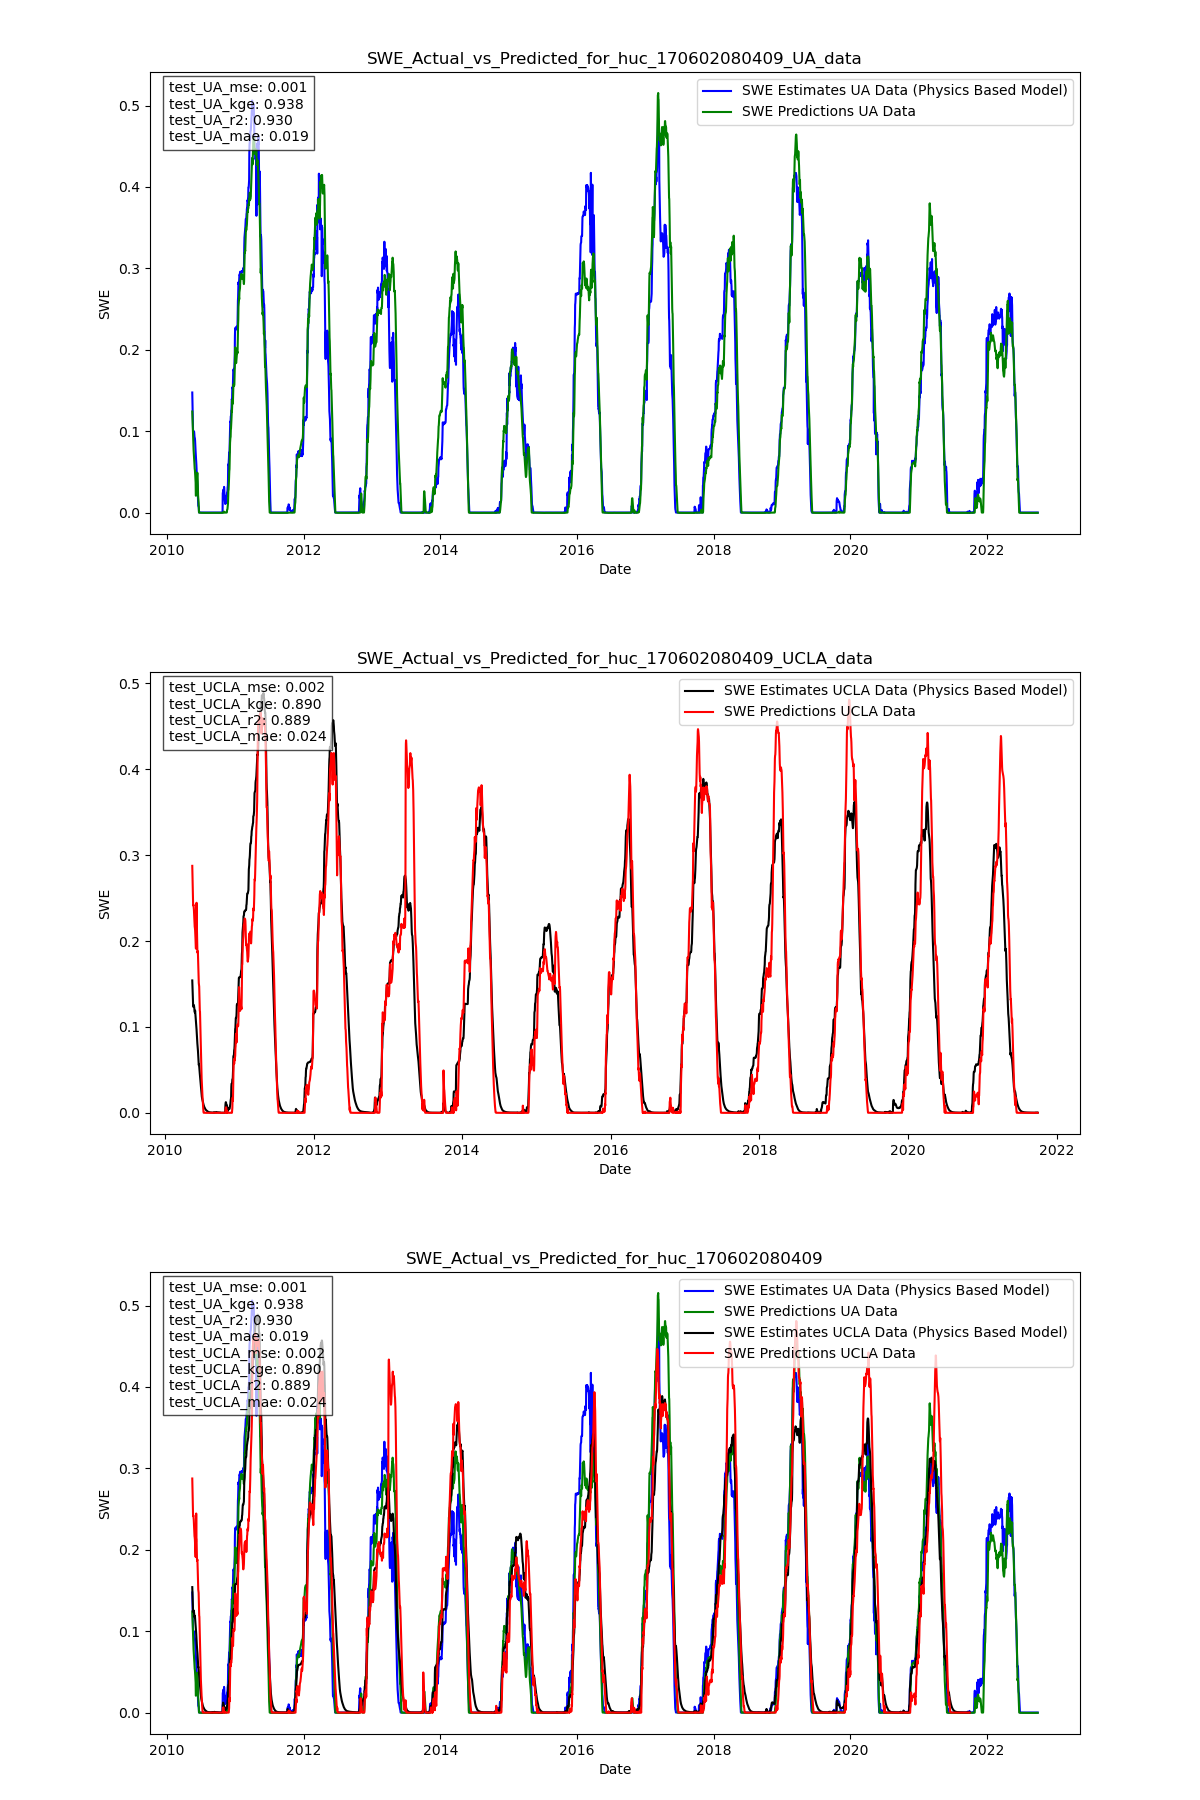 SWE_Actual_vs_Predicted_for_huc_170602080409_UA_data
test_UA_mse: 0.001
test_UA_kge: 0.938
test_UA_r2: 0.930
test_UA_mae: 0.019
SWE Estimates UA Data (Physics Based Model)
SWE Predictions UA Data
0.5
0.4
0.3
0.2
0.1
0.0
SWE
2010 2012 2014 2016 2018 2020 2022
Date
SWE_Actual_vs_Predicted_for_huc_170602080409_UCLA_data
test_UCLA_mse: 0.002
test_UCLA_kge: 0.890
test_UCLA_r2: 0.889
test_UCLA_mae: 0.024
SWE Estimates UCLA Data (Physics Based Model)
SWE Predictions UCLA Data
0.5
0.4
0.3
0.2
0.1
0.0
SWE
2010 2012 2014 2016 2018 2020 2022
Date
SWE_Actual_vs_Predicted_for_huc_170602080409
test_UA_mse: 0.001
test_UA_kge: 0.938
test_UA_r2: 0.930
test_UA_mae: 0.019
test_UCLA_mse: 0.002
test_UCLA_kge: 0.890
test_UCLA_r2: 0.889
test_UCLA_mae: 0.024
SWE Estimates UA Data (Physics Based Model)
SWE Predictions UA Data
SWE Estimates UCLA Data (Physics Based Model)
SWE Predictions UCLA Data
0.5
0.4
0.3
0.2
0.1
0.0
SWE
2010 2012 2014 2016 2018 2020 2022
Date